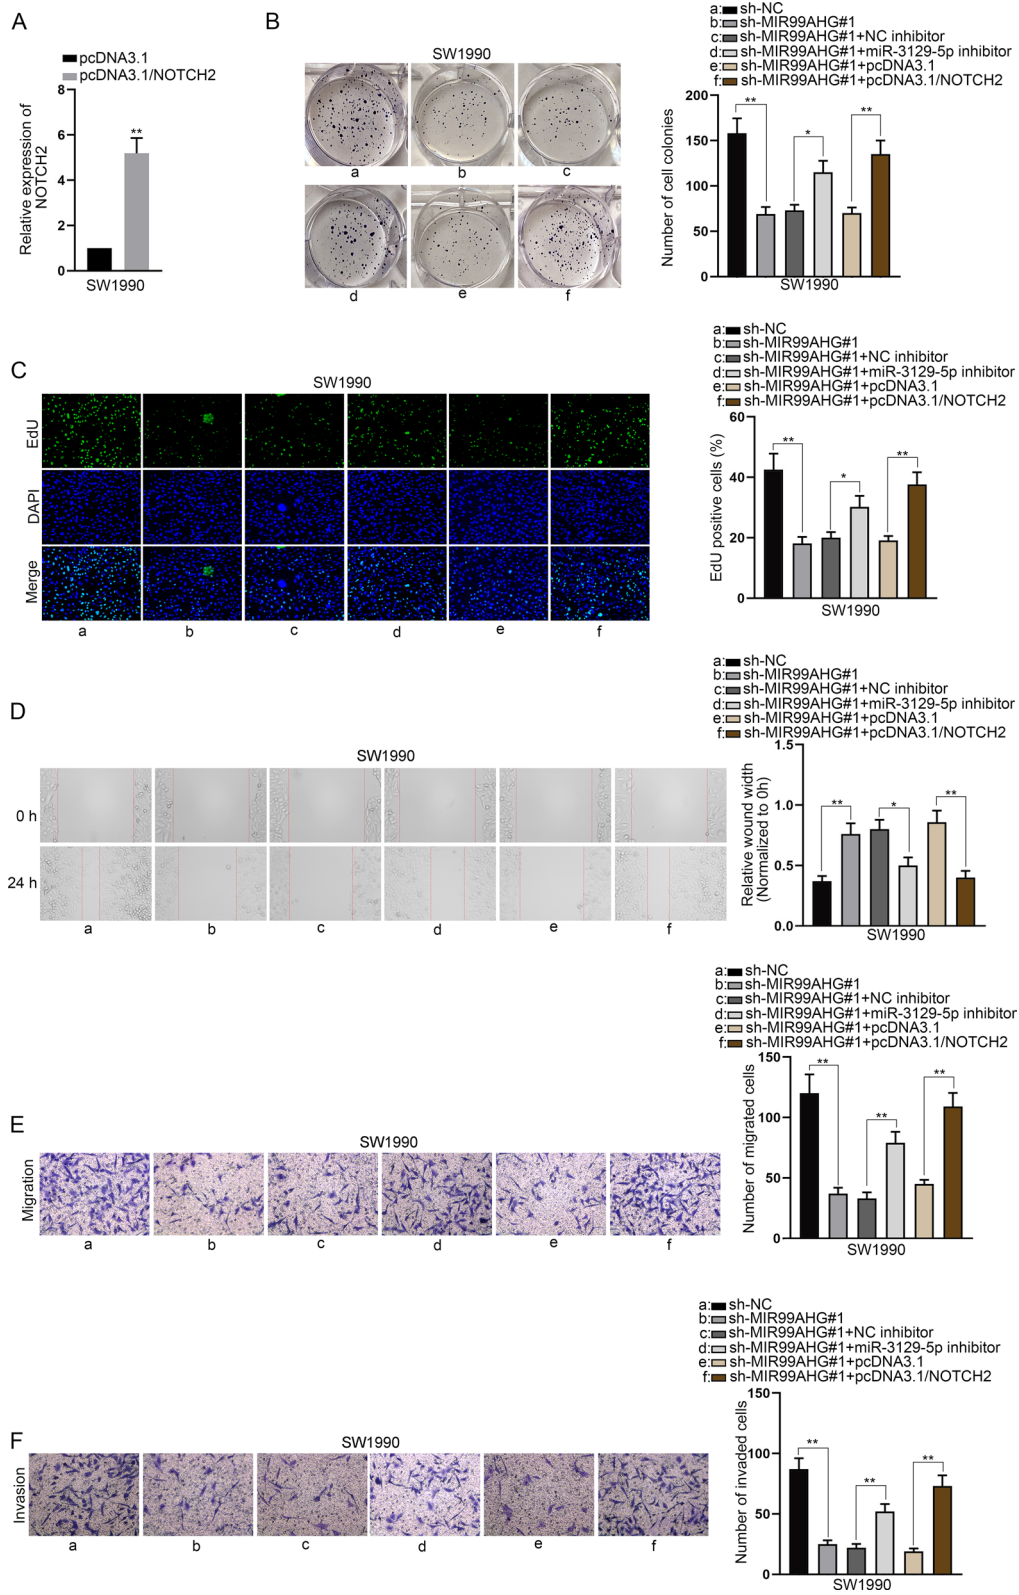 A
pcDNA3.1
pcDNA3.1/NOTCH2
Relative expression of
NOTCH2
8
6
4
2
0
**
SW1990
B
SW1990
a
b
c
d
e
f
a: sh-NC
b: sh-MIR99AHG#1
c: sh-MIR99AHG#1+NC inhibitor
d: sh-MIR99AHG#1+miR-3129-5p inhibitor
e: sh-MIR99AHG#1+pcDNA3.1
f: sh-MIR99AHG#1+pcDNA3.1/NOTCH2
Number of cell colonies
200
150
100
50
0
**
*
**
SW1990
C
SW1990
EdU
DAPI
Merge
a
b
c
d
e
f
a: sh-NC
b: sh-MIR99AHG#1
c: sh-MIR99AHG#1+NC inhibitor
d: sh-MIR99AHG#1+miR-3129-5p inhibitor
e: sh-MIR99AHG#1+pcDNA3.1
f: sh-MIR99AHG#1+pcDNA3.1/NOTCH2
EdU positive cells (%)
60
40
20
0
**
*
**
SW1990
D
SW1990
0 h
24 h
a
b
c
d
e
f
a: sh-NC
b: sh-MIR99AHG#1
c: sh-MIR99AHG#1+NC inhibitor
d: sh-MIR99AHG#1+miR-3129-5p inhibitor
e: sh-MIR99AHG#1+pcDNA3.1
f: sh-MIR99AHG#1+pcDNA3.1/NOTCH2
Relative wound width
(Normalized to 0h)
1.5
1.0
0.5
0.0
**
*
**
SW1990
E
SW1990
Migration
a
b
c
d
e
f
a: sh-NC
b: sh-MIR99AHG#1
c: sh-MIR99AHG#1+NC inhibitor
d: sh-MIR99AHG#1+miR-3129-5p inhibitor
e: sh-MIR99AHG#1+pcDNA3.1
f: sh-MIR99AHG#1+pcDNA3.1/NOTCH2
Number of migrated cells
150
100
50
0
**
**
**
SW1990
F
SW1990
Invasion
a
b
c
d
e
f
a: sh-NC
b: sh-MIR99AHG#1
c: sh-MIR99AHG#1+NC inhibitor
d: sh-MIR99AHG#1+miR-3129-5p inhibitor
e: sh-MIR99AHG#1+pcDNA3.1
f: sh-MIR99AHG#1+pcDNA3.1/NOTCH2
Number of invaded cells
150
100
50
0
**
**
**
SW1990